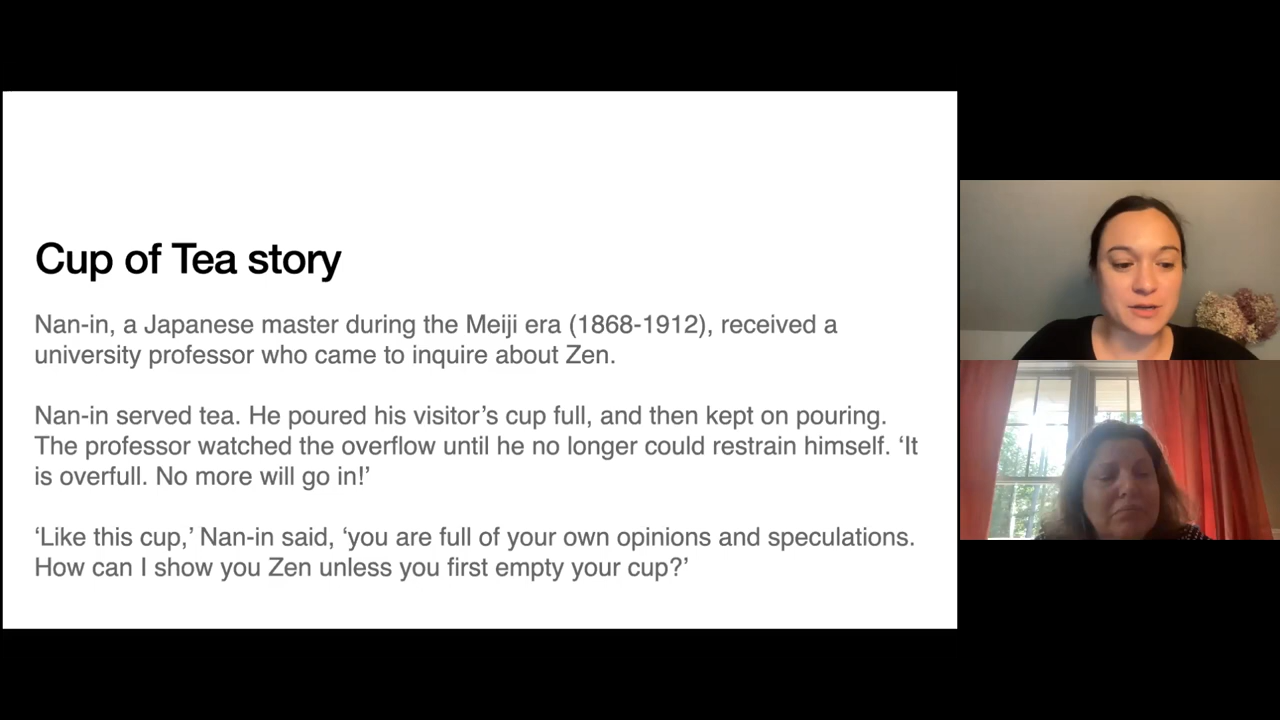 Cup of Tea story
Nan-in, a Japanese master during the Meiji era (1868-1912), received a
university professor who came to inquire about Zen.
Nan-in served tea. He poured his visitor’s cup full, and then kept on pouring.
The professor watched the overflow until he no longer could restrain himself. ‘It
is overfull. No more will go in!’
‘Like this cup,’ Nan-in said, ‘you are full of your own opinions and speculations.
How can I show you Zen unless you first empty your cup?’